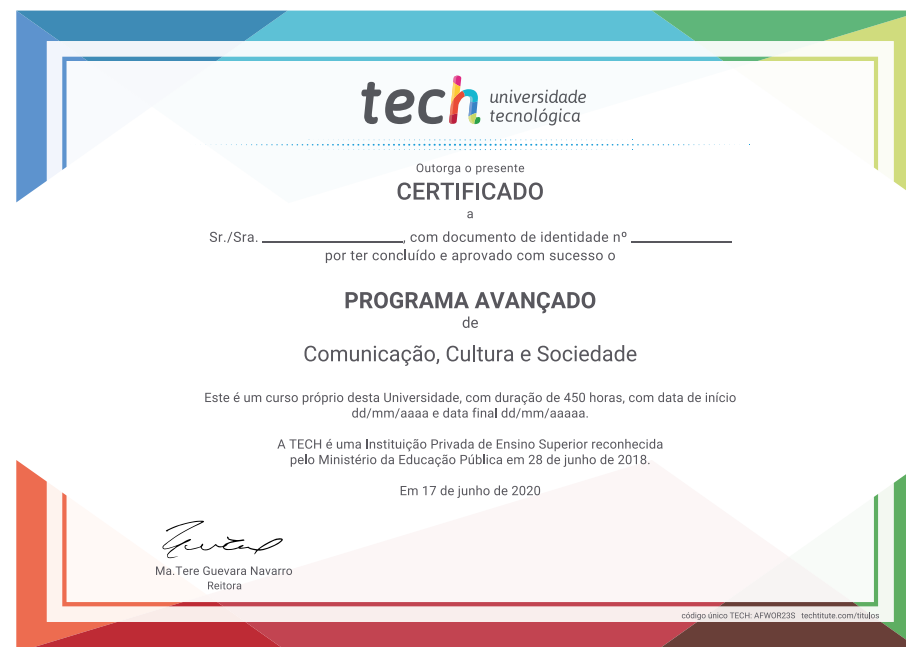 tech universidade
tecnológica
Outorga o presente
CERTIFICADO
a
Sr./Sra. ____________________, com documento de identidade nº ______________
por ter concluído e aprovado com sucesso o
PROGRAMA AVANÇADO
de
Comunicação, Cultura e Sociedade
Este é um curso próprio desta Universidade, com duração de 450 horas, com data de início
dd/mm/aaaa e data final dd/mm/aaaaa.
A TECH é uma Instituição Privada de Ensino Superior reconhecida
pelo Ministério da Educação Pública em 28 de junho de 2018.
Em 17 de junho de 2020
Ma.Tere Guevara Navarro
Reitora
código único TECH: AFWOR23S techtitute.com/titulos